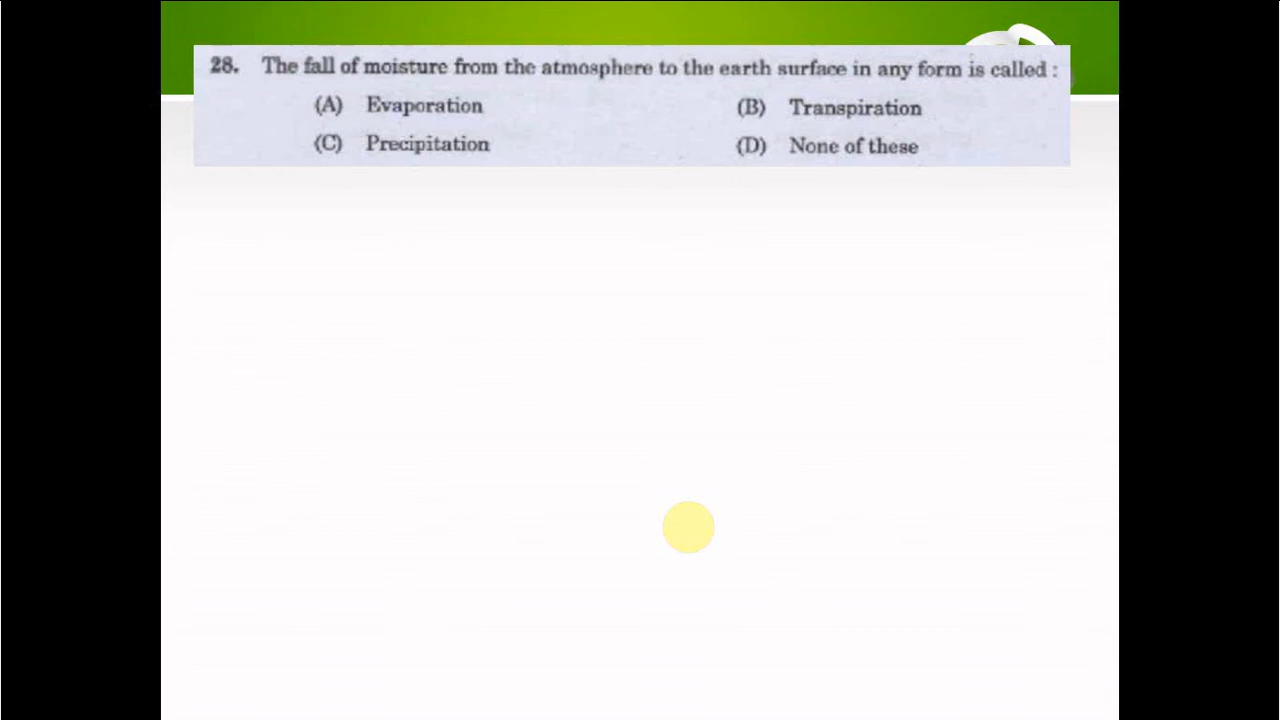 28. The fall of moisture from the atmosphere to the earth surface in any form is called :
(A) Evaporation (B) Transpiration
(C) Precipitation (D) None of these